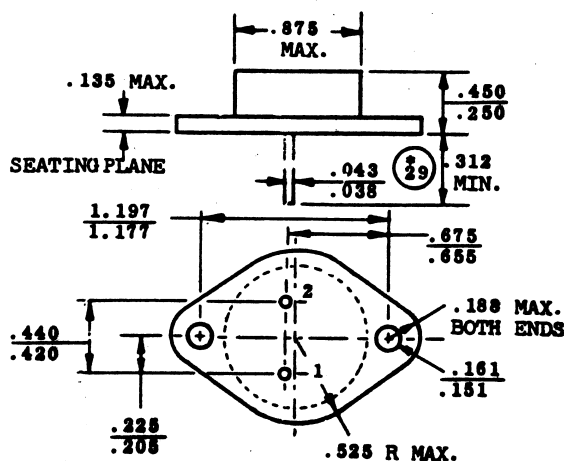 .875
MAX.
.135 MAX.
.450
.250
SEATING PLANE
.043
.038
*
29
.312
MIN.
1.197
1.177
.675
.655
2
.188 MAX.
BOTH ENDS
.440
.420
1
.161
.151
.225
.205
.525 R MAX.